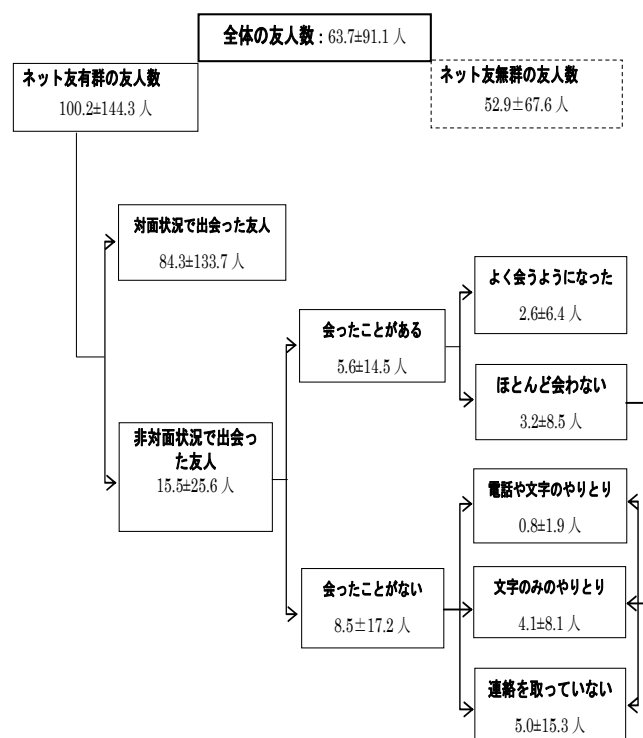 全体の友人数：63.7±91.1 人
ネット友有群の友人数
100.2±144.3 人
ネット友無群の友人数
52.9±67.6 人
対面状況で出会った友人
84.3±133.7 人
非対面状況で出会っ
た友人
15.5±25.6 人
会ったことがある
5.6±14.5 人
よく会うようになった
2.6±6.4 人
ほとんど会わない
3.2±8.5 人
会ったことがない
8.5±17.2 人
電話や文字のやりとり
0.8±1.9 人
文字のみのやりとり
4.1±8.1 人
連絡を取っていない
5.0±15.3 人